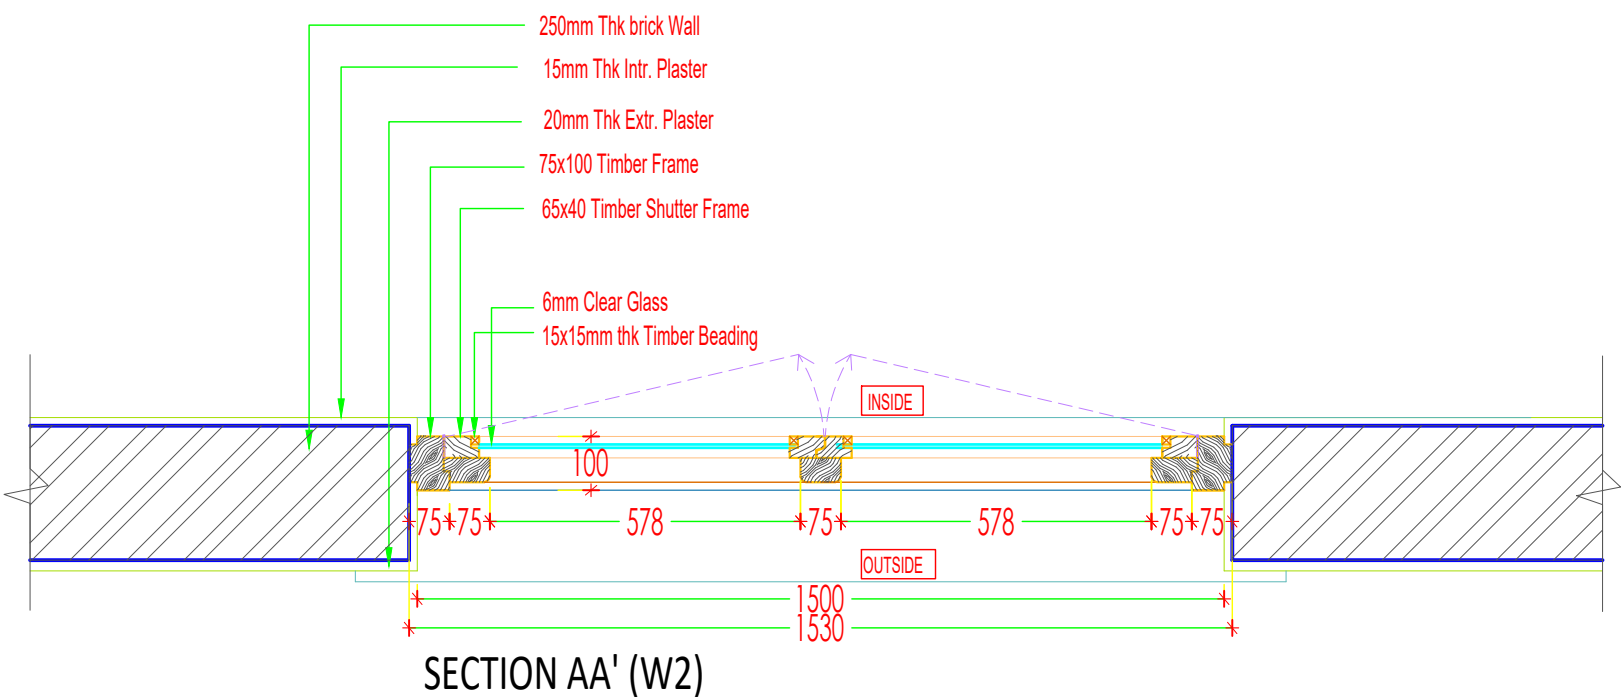 250mm Thk brick Wall
15mm Thk Intr. Plaster
20mm Thk Extr. Plaster
75x100 Timber Frame
65x40 Timber Shutter Frame
6mm Clear Glass
15x15mm thk Timber Beading
INSIDE
100
75 75 578 75 578 75 75
OUTSIDE
1500
1530
SECTION AA' (W2)